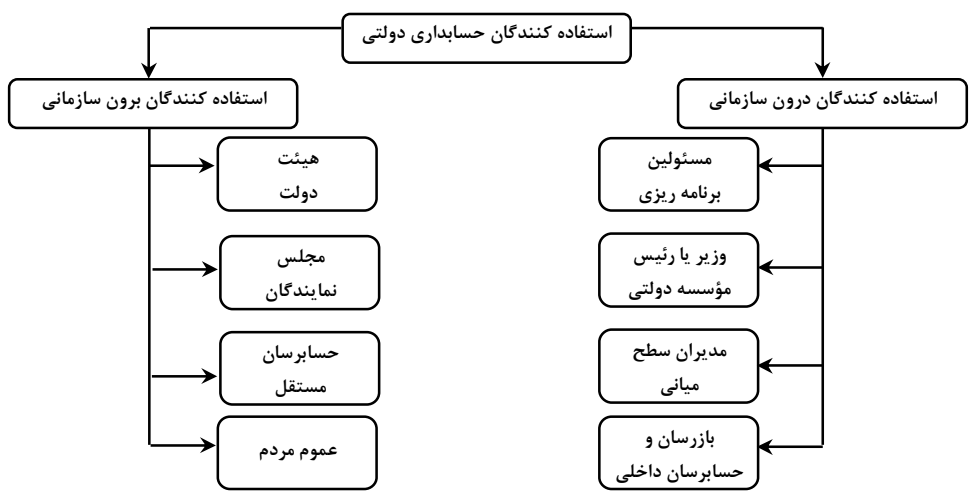 استفاده کنندگان حسابداری دولتی
استفاده کنندگان درون سازمانی
مسئولین
برنامه ریزی
وزیر یا رئیس
مؤسسه دولتی
مدیران سطح
میانی
بازرسان و
حسابرسان داخلی
استفاده کنندگان برون سازمانی
هیئت
دولت
مجلس
نمایندگان
حسابرسان
مستقل
عموم مردم